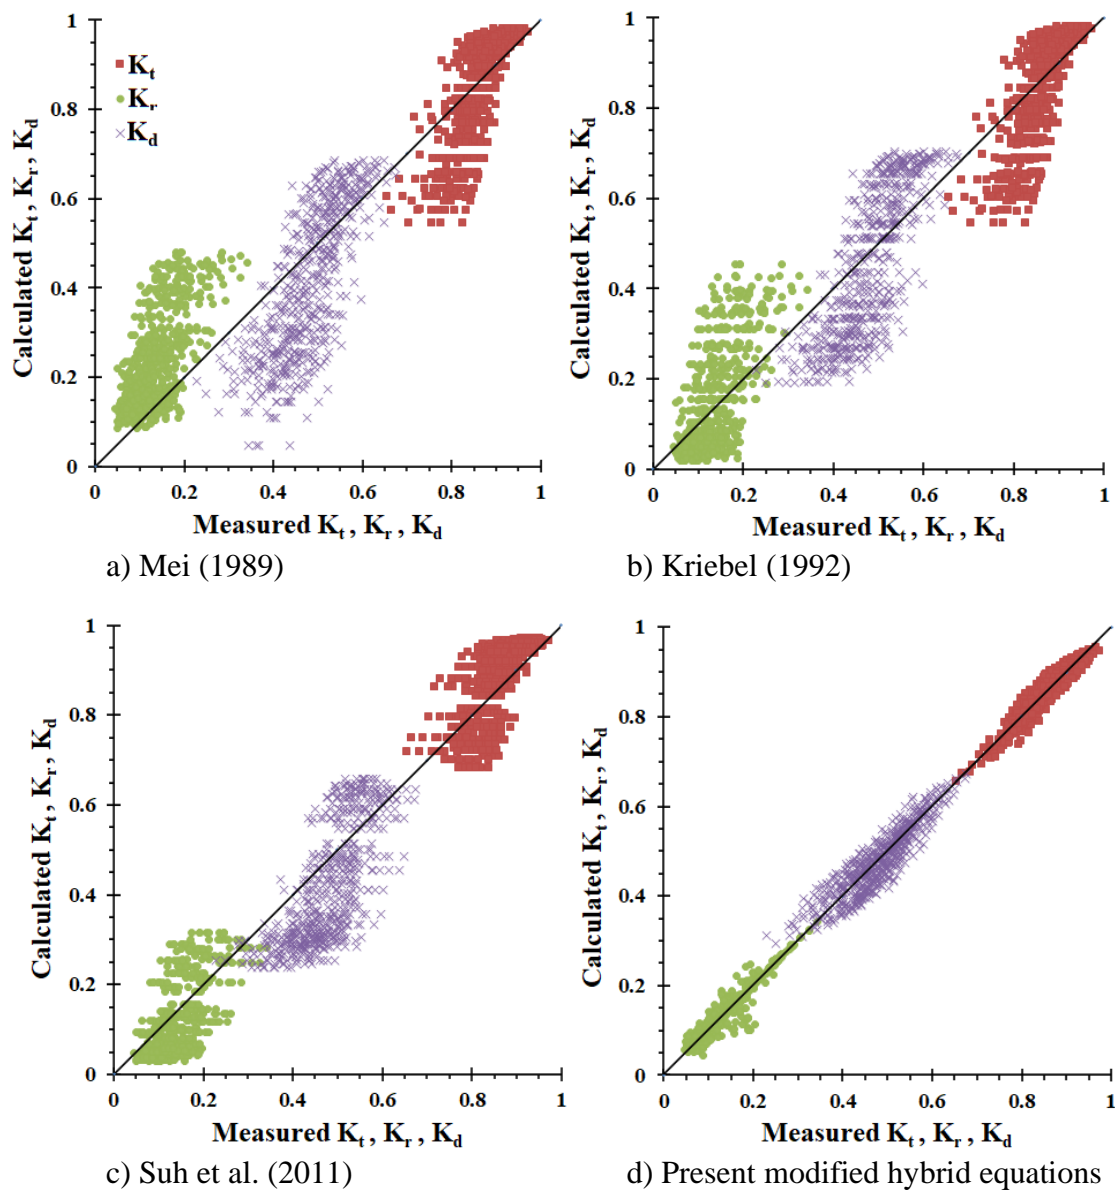 1
0.8
0.6
0.4
0.2
0
Calculated Kt, Kr, Kd
Kt
Kr
Kd
0 0.2 0.4 0.6 0.8 1
Measured Kt , Kr , Kd
a) Mei (1989)
1
0.8
0.6
0.4
0.2
0
Calculated Kt, Kr, Kd
0 0.2 0.4 0.6 0.8 1
Measured Kt , Kr , Kd
b) Kriebel (1992)
1
0.8
0.6
0.4
0.2
0
Calculated Kt, Kr, Kd
0 0.2 0.4 0.6 0.8 1
Measured Kt , Kr , Kd
c) Suh et al. (2011)
1
0.8
0.6
0.4
0.2
0
Calculated Kt, Kr, Kd
0 0.2 0.4 0.6 0.8 1
Measured Kt , Kr , Kd
d) Present modified hybrid equations